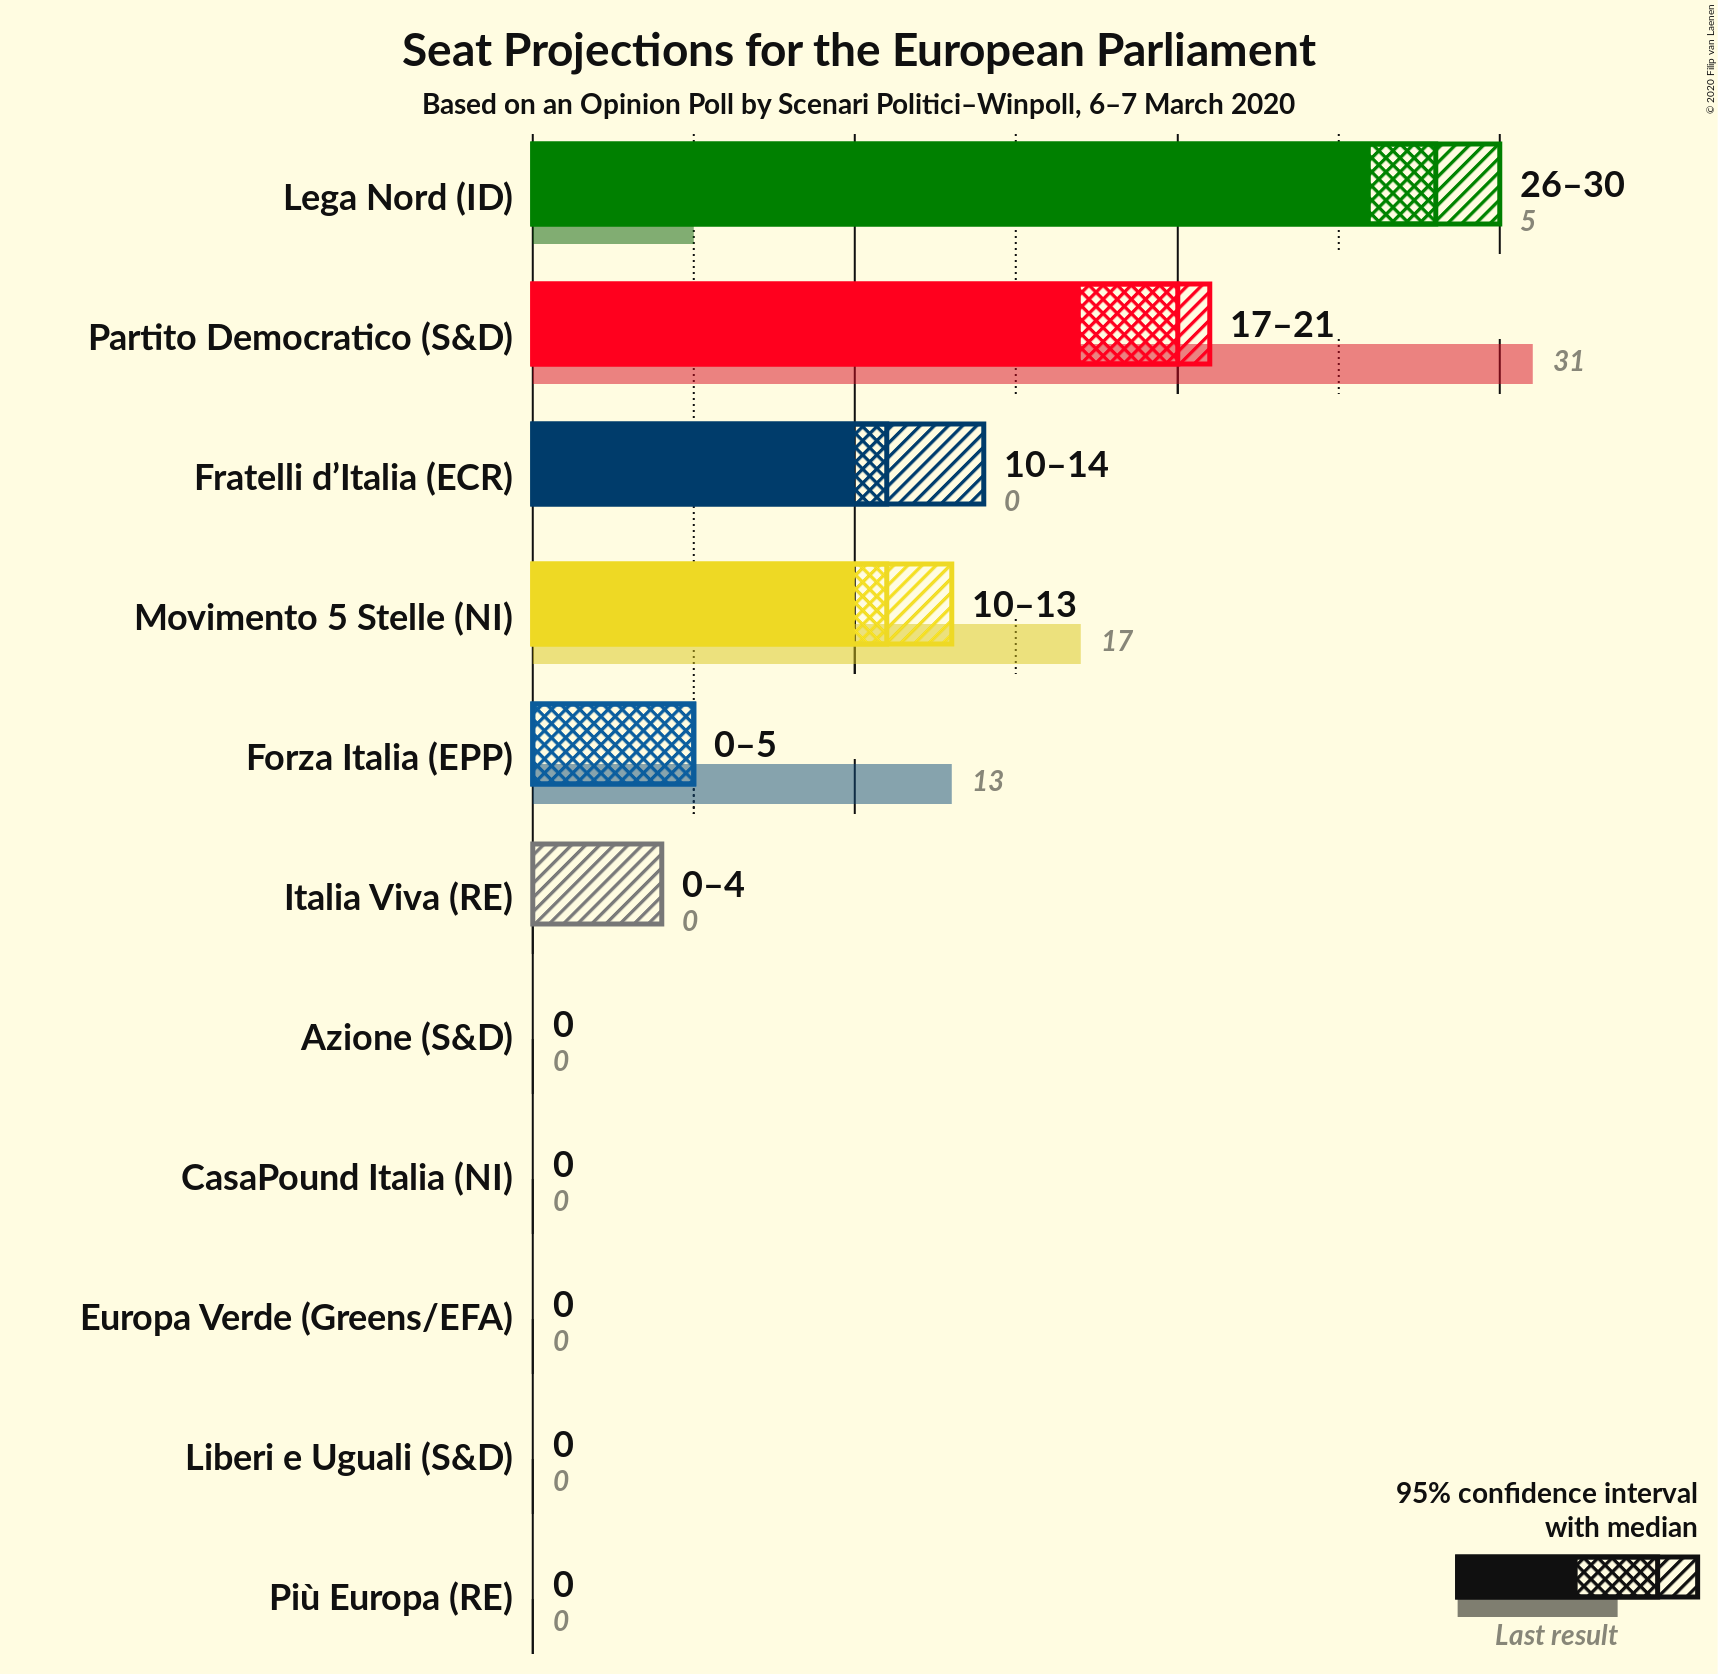 Seat Projections for the European Parliament
Based on an Opinion Poll by Scenari Politici–Winpoll, 6–7 March 2020
© 2020 Filip van Laenen
Lega Nord (ID)
26–30
5
Partito Democratico (S&D)
17–21
31
Fratelli d’Italia (ECR)
10–14
0
Movimento 5 Stelle (NI)
10–13
17
Forza Italia (EPP)
0–5
13
Italia Viva (RE)
0–4
0
Azione (S&D)
0
0
CasaPound Italia (NI)
0
0
Europa Verde (Greens/EFA)
0
0
Liberi e Uguali (S&D)
0
0
Più Europa (RE)
0
0
95% confidence interval
with median
Last result